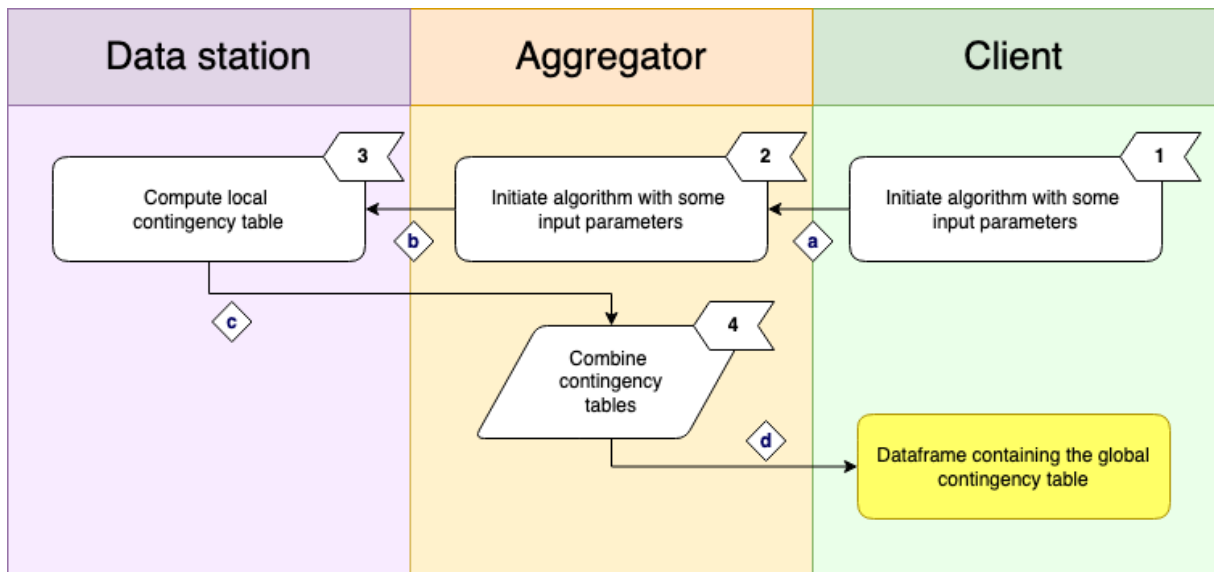 Data station
Aggregator
Client
3
2
1
Compute local
contingency table
Initiate algorithm with some
input parameters
Initiate algorithm with some
input parameters
b
a
c
4
Combine
contingency
tables
d
Dataframe containing the global
contingency table